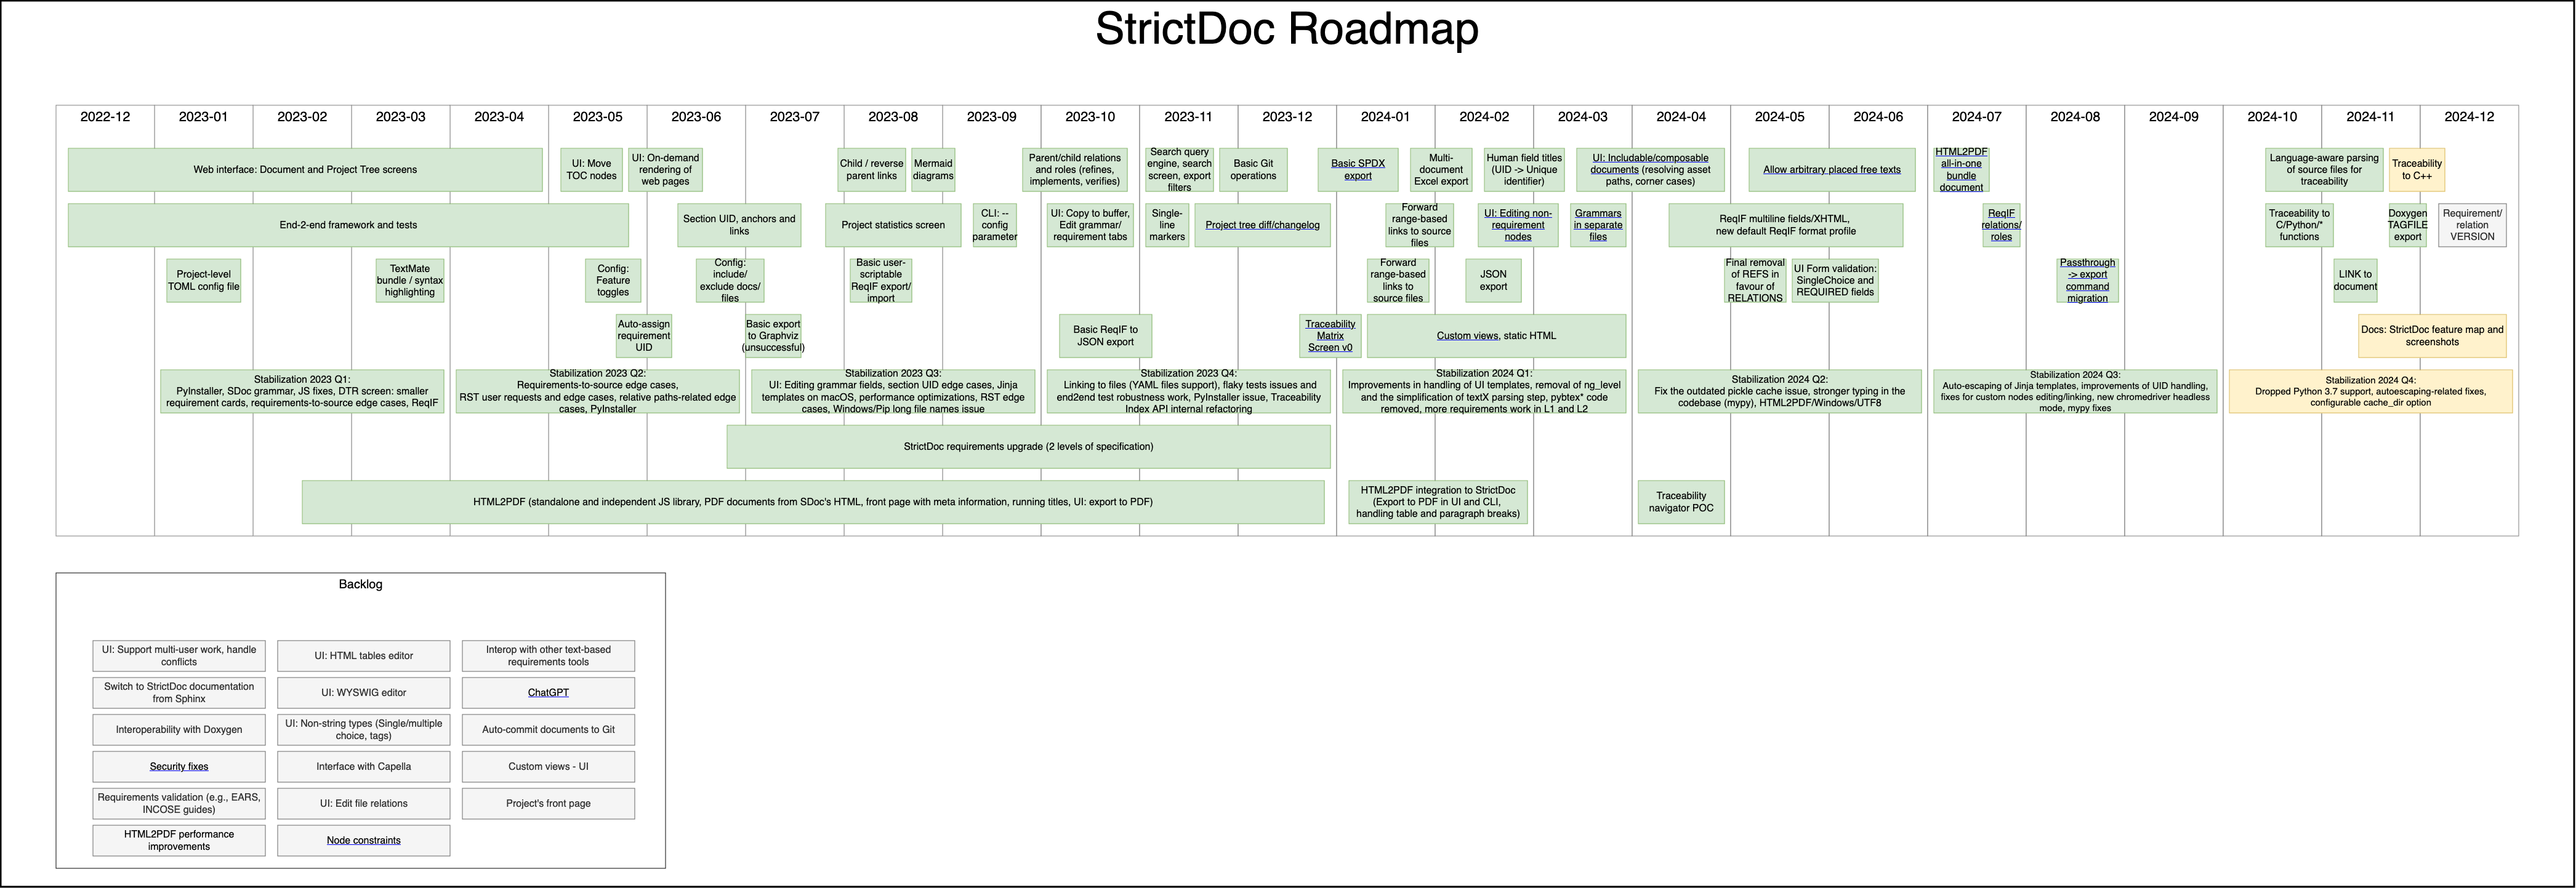 StrictDoc Roadmap
2022-12
2023-01
2023-02
2023-03
2023-04
2023-05
2023-06
2023-07
2023-08
2023-09
2023-10
2023-11
2023-12
2024-01
2024-02
2024-03
2024-04
2024-05
2024-06
2024-07
2024-08
2024-09
2024-10
2024-11
2024-12
Web interface: Document and Project Tree screens
UI: Move
TOC nodes
UI: On-demand
rendering of
web pages
Child / reverse
parent links
Mermaid
diagrams
Parent/child relations
and roles (refines,
implements, verifies)
Search query
engine, search
screen, export
filters
Basic Git
operations
Basic SPDX
export
Multi-
document
Excel export
Human field titles
(UID -> Unique
identifier)
UI: Includable/composable
documents (resolving asset
paths, corner cases)
Allow arbitrary placed free texts
HTML2PDF
all-in-one
bundle
document
Language-aware parsing
of source files for
traceability
Traceability
to C++
End-2-end framework and tests
Section UID, anchors and
links
Project statistics screen
CLI: --
config
parameter
UI: Copy to buffer,
Edit grammar/
requirement tabs
Single-
line
markers
Project tree diff/changelog
Forward
range-based
links to source
files
UI: Editing non-
requirement
nodes
Grammars
in separate
files
ReqIF multiline fields/XHTML,
new default ReqIF format profile
ReqIF
relations/
roles
Traceability to
C/Python/*
functions
Doxygen
TAGFILE
export
Requirement/
relation
VERSION
Project-level
TOML config file
TextMate
bundle / syntax
highlighting
Config:
Feature
toggles
Config:
include/
exclude docs/
files
Basic user-
scriptable
ReqIF export/
import
Forward
range-based
links to
source files
JSON
export
Final removal
of REFS in
favour of
RELATIONS
UI Form validation:
SingleChoice and
REQUIRED fields
Passthrough
-> export
command
migration
LINK to
document
Auto-assign
requirement
UID
Basic export
to Graphviz
(unsuccessful)
Basic ReqIF to
JSON export
Traceability
Matrix
Screen v0
Custom views, static HTML
Docs: StrictDoc feature map and
screenshots
Stabilization 2023 Q1:
PyInstaller, SDoc grammar, JS fixes, DTR screen: smaller
requirement cards, requirements-to-source edge cases, ReqIF
Stabilization 2023 Q2:
Requirements-to-source edge cases,
RST user requests and edge cases, relative paths-related edge
cases, PyInstaller
Stabilization 2023 Q3:
UI: Editing grammar fields, section UID edge cases, Jinja
templates on macOS, performance optimizations, RST edge
cases, Windows/Pip long file names issue
Stabilization 2023 Q4:
Linking to files (YAML files support), flaky tests issues and
end2end test robustness work, PyInstaller issue, Traceability
Index API internal refactoring
Stabilization 2024 Q1:
Improvements in handling of UI templates, removal of ng_level
and the simplification of textX parsing step, pybtex* code
removed, more requirements work in L1 and L2
Stabilization 2024 Q2:
Fix the outdated pickle cache issue, stronger typing in the
codebase (mypy), HTML2PDF/Windows/UTF8
Stabilization 2024 Q3:
Auto-escaping of Jinja templates, improvements of UID handling,
fixes for custom nodes editing/linking, new chromedriver headless
mode, mypy fixes
Stabilization 2024 Q4:
Dropped Python 3.7 support, autoescaping-related fixes,
configurable cache_dir option
StrictDoc requirements upgrade (2 levels of specification)
HTML2PDF (standalone and independent JS library, PDF documents from SDoc's HTML, front page with meta information, running titles, UI: export to PDF)
HTML2PDF integration to StrictDoc
(Export to PDF in UI and CLI,
handling table and paragraph breaks)
Traceability
navigator POC
Backlog
UI: Support multi-user work, handle
conflicts
UI: HTML tables editor
Interop with other text-based
requirements tools
Switch to StrictDoc documentation
from Sphinx
UI: WYSWIG editor
ChatGPT
Interoperability with Doxygen
UI: Non-string types (Single/multiple
choice, tags)
Auto-commit documents to Git
Security fixes
Interface with Capella
Custom views - UI
Requirements validation (e.g., EARS,
INCOSE guides)
UI: Edit file relations
Project's front page
HTML2PDF performance
improvements
Node constraints